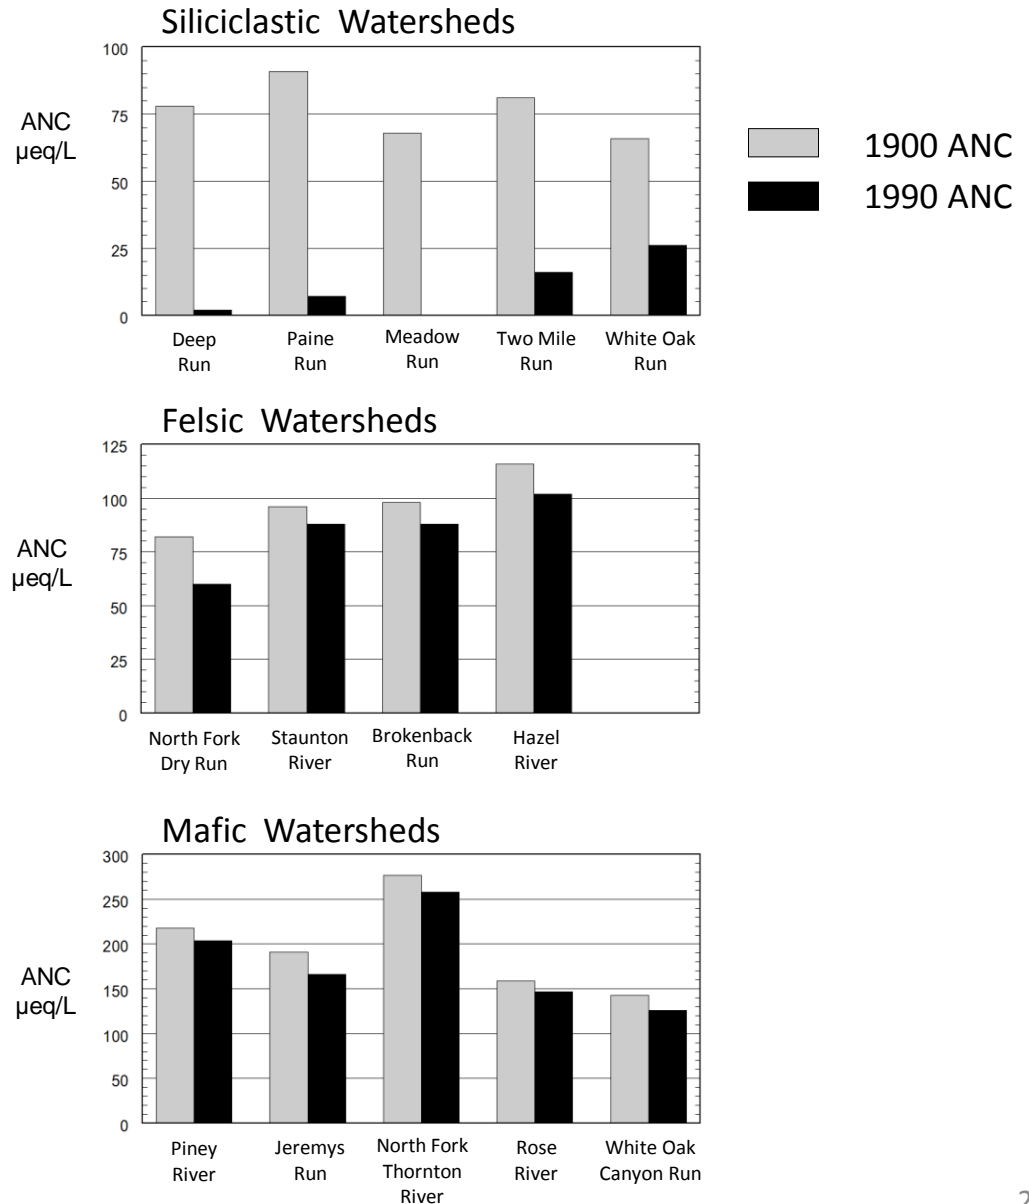 Siliciclastic Watersheds
ANC
µeq/L
100
75
50
25
0
Deep
Run
Paine
Run
Meadow
Run
Two Mile
Run
White Oak
Run
1900 ANC
1990 ANC
Felsic Watersheds
ANC
µeq/L
125
100
75
50
25
0
North Fork
Dry Run
Staunton
River
Brokenback
Run
Hazel
River
Mafic Watersheds
ANC
µeq/L
300
250
200
150
100
50
0
Piney
River
Jeremys
Run
North Fork
Thornton
River
Rose
River
White Oak
Canyon Run